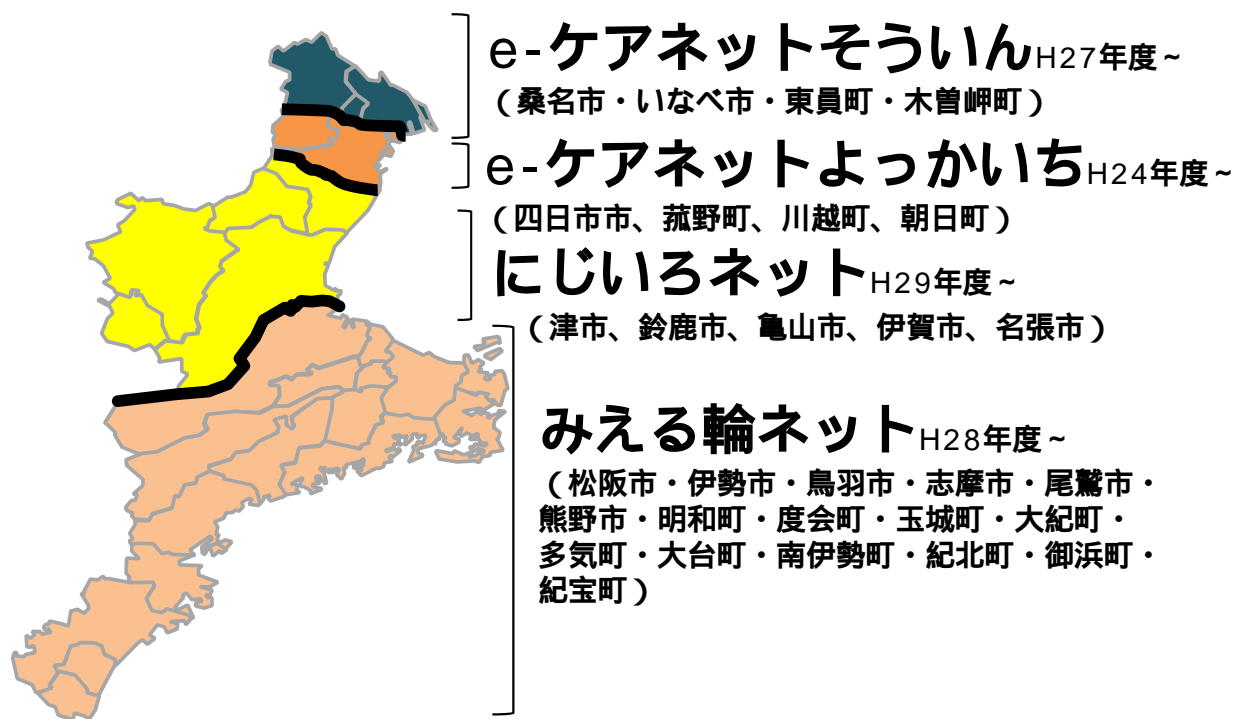 e-ケアネットそういんH27年度~
（桑名市・いなべ市・東員町・木曽岬町）
e-ケアネットよっかいちH24年度~
（四日市市、菰野町、川越町、朝日町）
にじいろネットH29年度~
（津市、鈴鹿市、亀山市、伊賀市、名張市）
みえる輪ネットH28年度~
（松阪市・伊勢市・鳥羽市・志摩市・尾鷲市・
熊野市・明和町・度会町・玉城町・大紀町・
多気町・大台町・南伊勢町・紀北町・御浜町・
紀宝町）